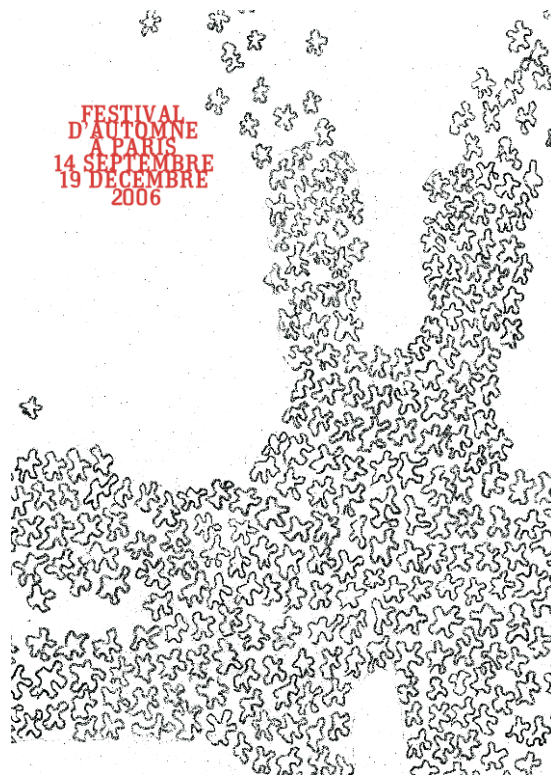 FESTIVAL
D'AUTOMNE
À PARIS
14 SEPTEMBRE
19 DÉCEMBRE
2006